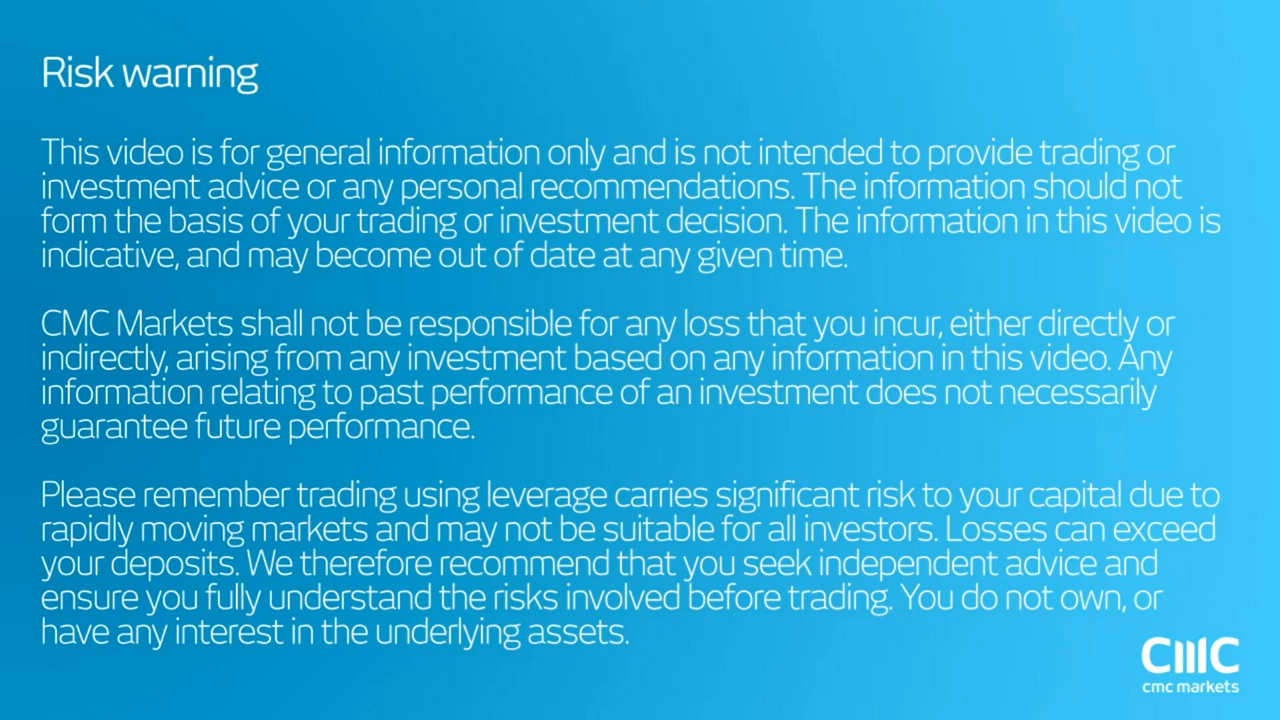 Risk warning
This video is for general information only and is not intended to provide trading or
investment advice or any personal recommendations. The information should not
form the basis of your trading or investment decision. The information in this video is
indicative, and may become out of date at any given time.
CMC Markets shall not be responsible for any loss that you incur, either directly or
indirectly, arising from any investment based on any information in this video. Any
information relating to past performance of an investment does not necessarily
guarantee future performance.
Please remember trading using leverage carries significant risk to your capital due to
rapidly moving markets and may not be suitable for all investors. Losses can exceed
your deposits. We therefore recommend that you seek independent advice and
ensure you fully understand the risks involved before trading. You do not own, or
have any interest in the underlying assets.
CMC
cmc markets